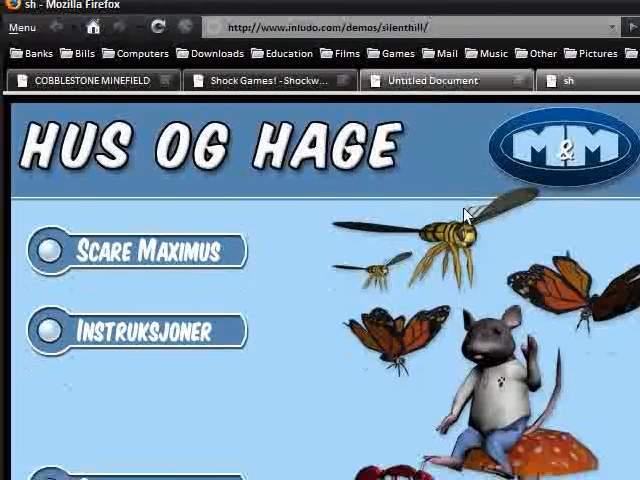 sh - Mozilla Firefox
Menu http://www.inludo.com/demos/silenthill/
Banks Bills Computers Downloads Education Films Games Mail Music Other Pictures
COBBLESTONE MINEFIELD Shock Games! - Shockw... Untitled Document sh
HUS OG HAGE M&M
SCARE MAXIMUS
INSTRUKSJONER